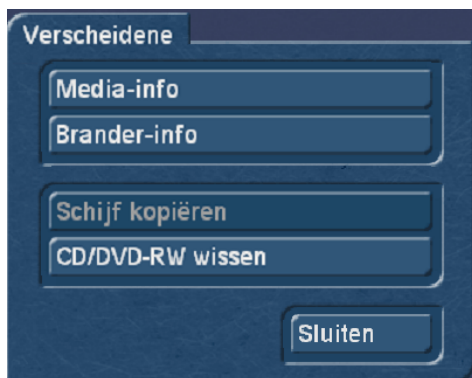 Verscheidene
Media-info
Brander-info
Schijf kopiëren
CD/DVD-RW wissen
Sluiten